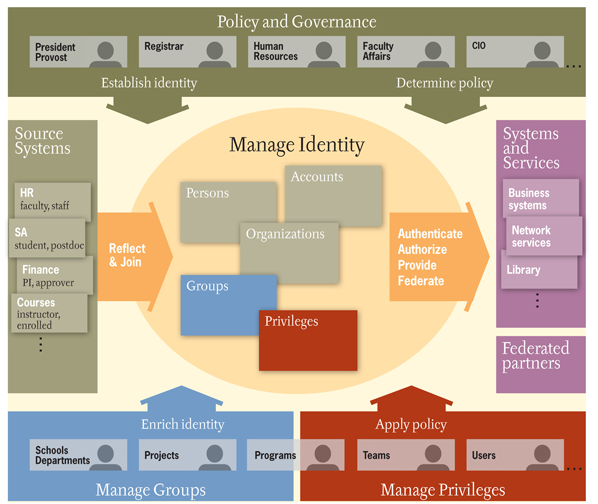 Policy and Governance
President
Provost
Registrar
Human
Resources
Faculty
Affairs
CIO
...
Establish identity
Determine policy
Source
Systems
HR
faculty, staff
SA
student, postdoc
Finance
PI, approver
Courses
instructor,
enrolled
...
Reflect
& Join
Manage Identity
Persons
Accounts
Organizations
Groups
Privileges
Authenticate
Authorize
Provide
Federate
Systems
and
Services
Business
systems
Network
services
Library
...
Federated
partners
Enrich identity
Apply policy
Schools
Departments
Projects
Programs
Teams
Users
...
Manage Groups
Manage Privileges